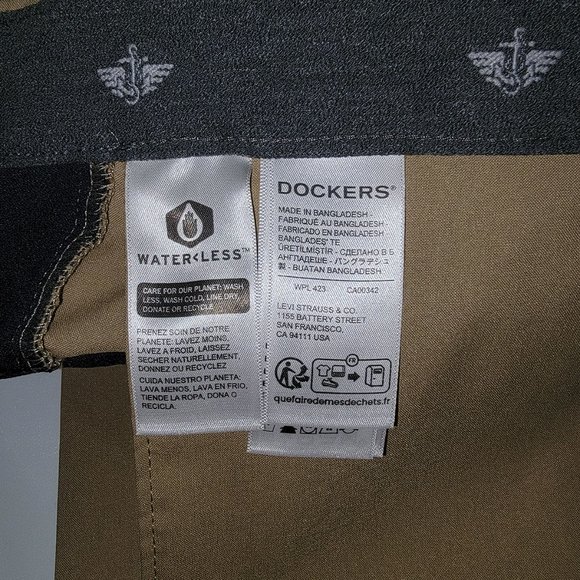 WATER<LESS™
CARE FOR OUR PLANET: WASH
LESS, WASH COLD, LINE DRY,
DONATE OR RECYCLE
PRENEZ SOIN DE NOTRE
PLANETE: LAVEZ MOINS,
LAVEZ A FROID, LAISSEZ
SECHER NATURELLEMENT,
DONNEZ OU RECYCLEZ
CUIDA NUESTRO PLANETA,
LAVA MENOS, LAVA EN FRIO,
TIENDE LA ROPA, DONA O
RECICLA.
DOCKERS®
MADE IN BANGLADESH -
FABRIQUÉ AU BANGLADESH -
FABRICADO EN BANGLADESH -
BANGLADEŞ' TE
ÜRETİLMİŞTİR - СДЕЛАНО В Б
АНГЛАДЕШЕ - バングラデシュ
製 - BUATAN BANGLADESH
WPL 423 CA00342
LEVI STRAUSS & CO.
1155 BATTERY STREET
SAN FRANCISCO,
CA 94111 USA
FR
quefairedemesdechets.fr